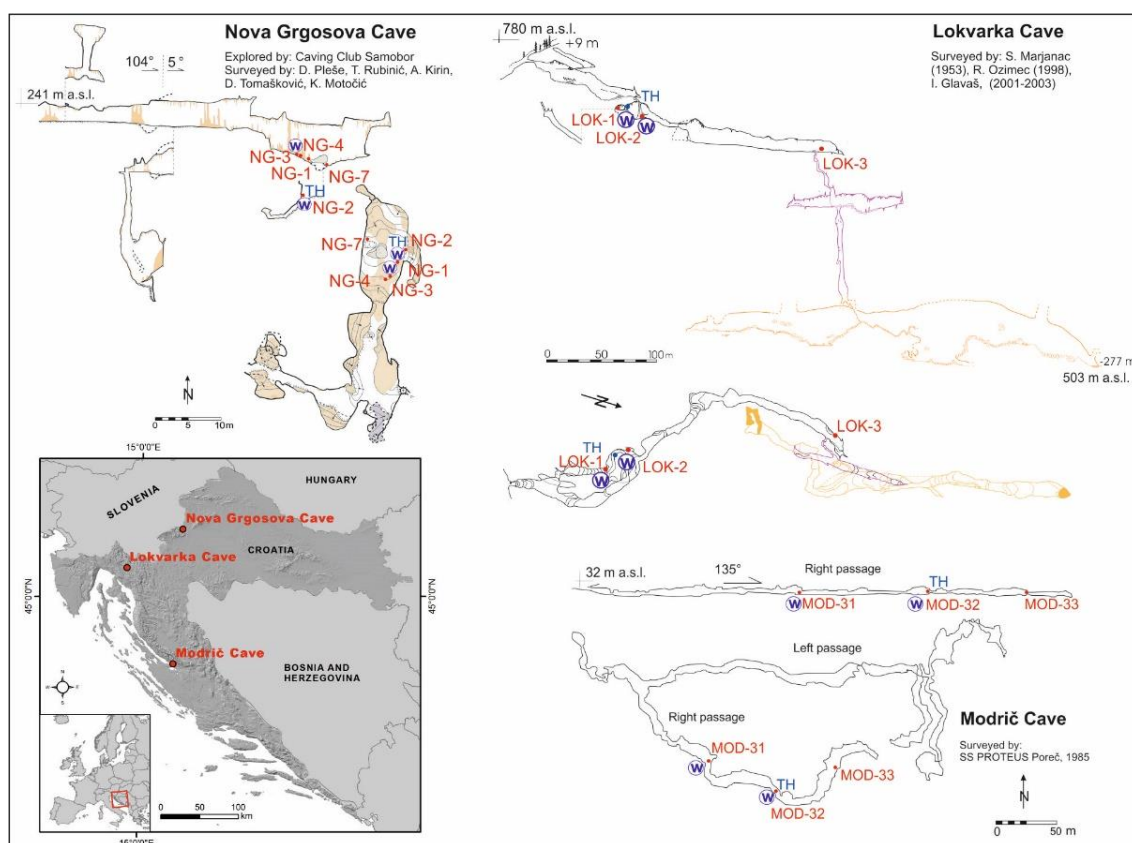 Nova Grgosova Cave
Explored by: Caving Club Samobor
Surveyed by: D. Pleše, T. Rubinić, A. Kirin,
D. Tomašković, K. Motočić
104°
5°
241 m a.s.l.
W
NG-4
NG-3
NG-1
NG-7
TH
W
NG-2
NG-7
TH
NG-2
W
W
NG-1
NG-4
NG-3
N
0 5 10m
780 m a.s.l.
+9 m
Lokvarka Cave
Surveyed by: S. Marjanac
(1953), R. Ozimec (1998),
I. Glavaš, (2001-2003)
TH
LOK-1
W
W
LOK-2
LOK-3
0 50 100m
-277 m
503 m a.s.l.
N
LOK-3
TH
LOK-1
W
LOK-2
W
15°0'0"E
SLOVENIA
HUNGARY
Nova Grgosova Cave
CROATIA
Lokvarka Cave
45°0'0"N
45°0'0"N
Modrič Cave
BOSNIA AND
HERZEGOVINA
0 50 100
km
32 m a.s.l.
135°
Right passage
TH
W
MOD-31
W
MOD-32
MOD-33
Left passage
Right passage
MOD-31
W
MOD-33
TH
W
MOD-32
Modrič Cave
Surveyed by:
SS PROTEUS Poreč, 1985
N
0 50 m